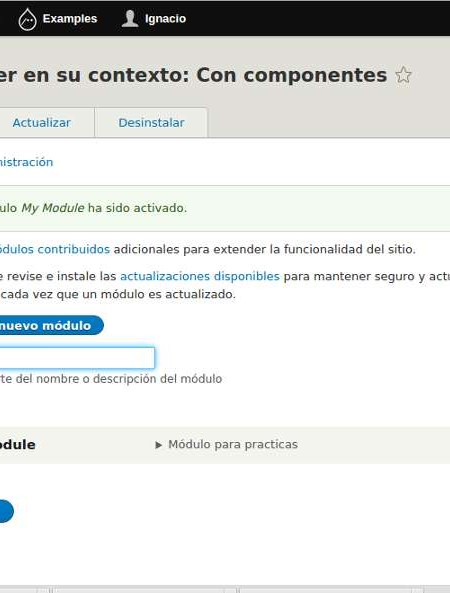 Examples Ignacio
er en su contexto: Con componentes
Actualizar Desinstalar
nistración
ulo My Module ha sido activado.
ódulos contribuidos adicionales para extender la funcionalidad del sitio.
e revise e instale las actualizaciones disponibles para mantener seguro y actu
cada vez que un módulo es actualizado.
nuevo módulo
rte del nombre o descripción del módulo
odule ▶ Módulo para practicas